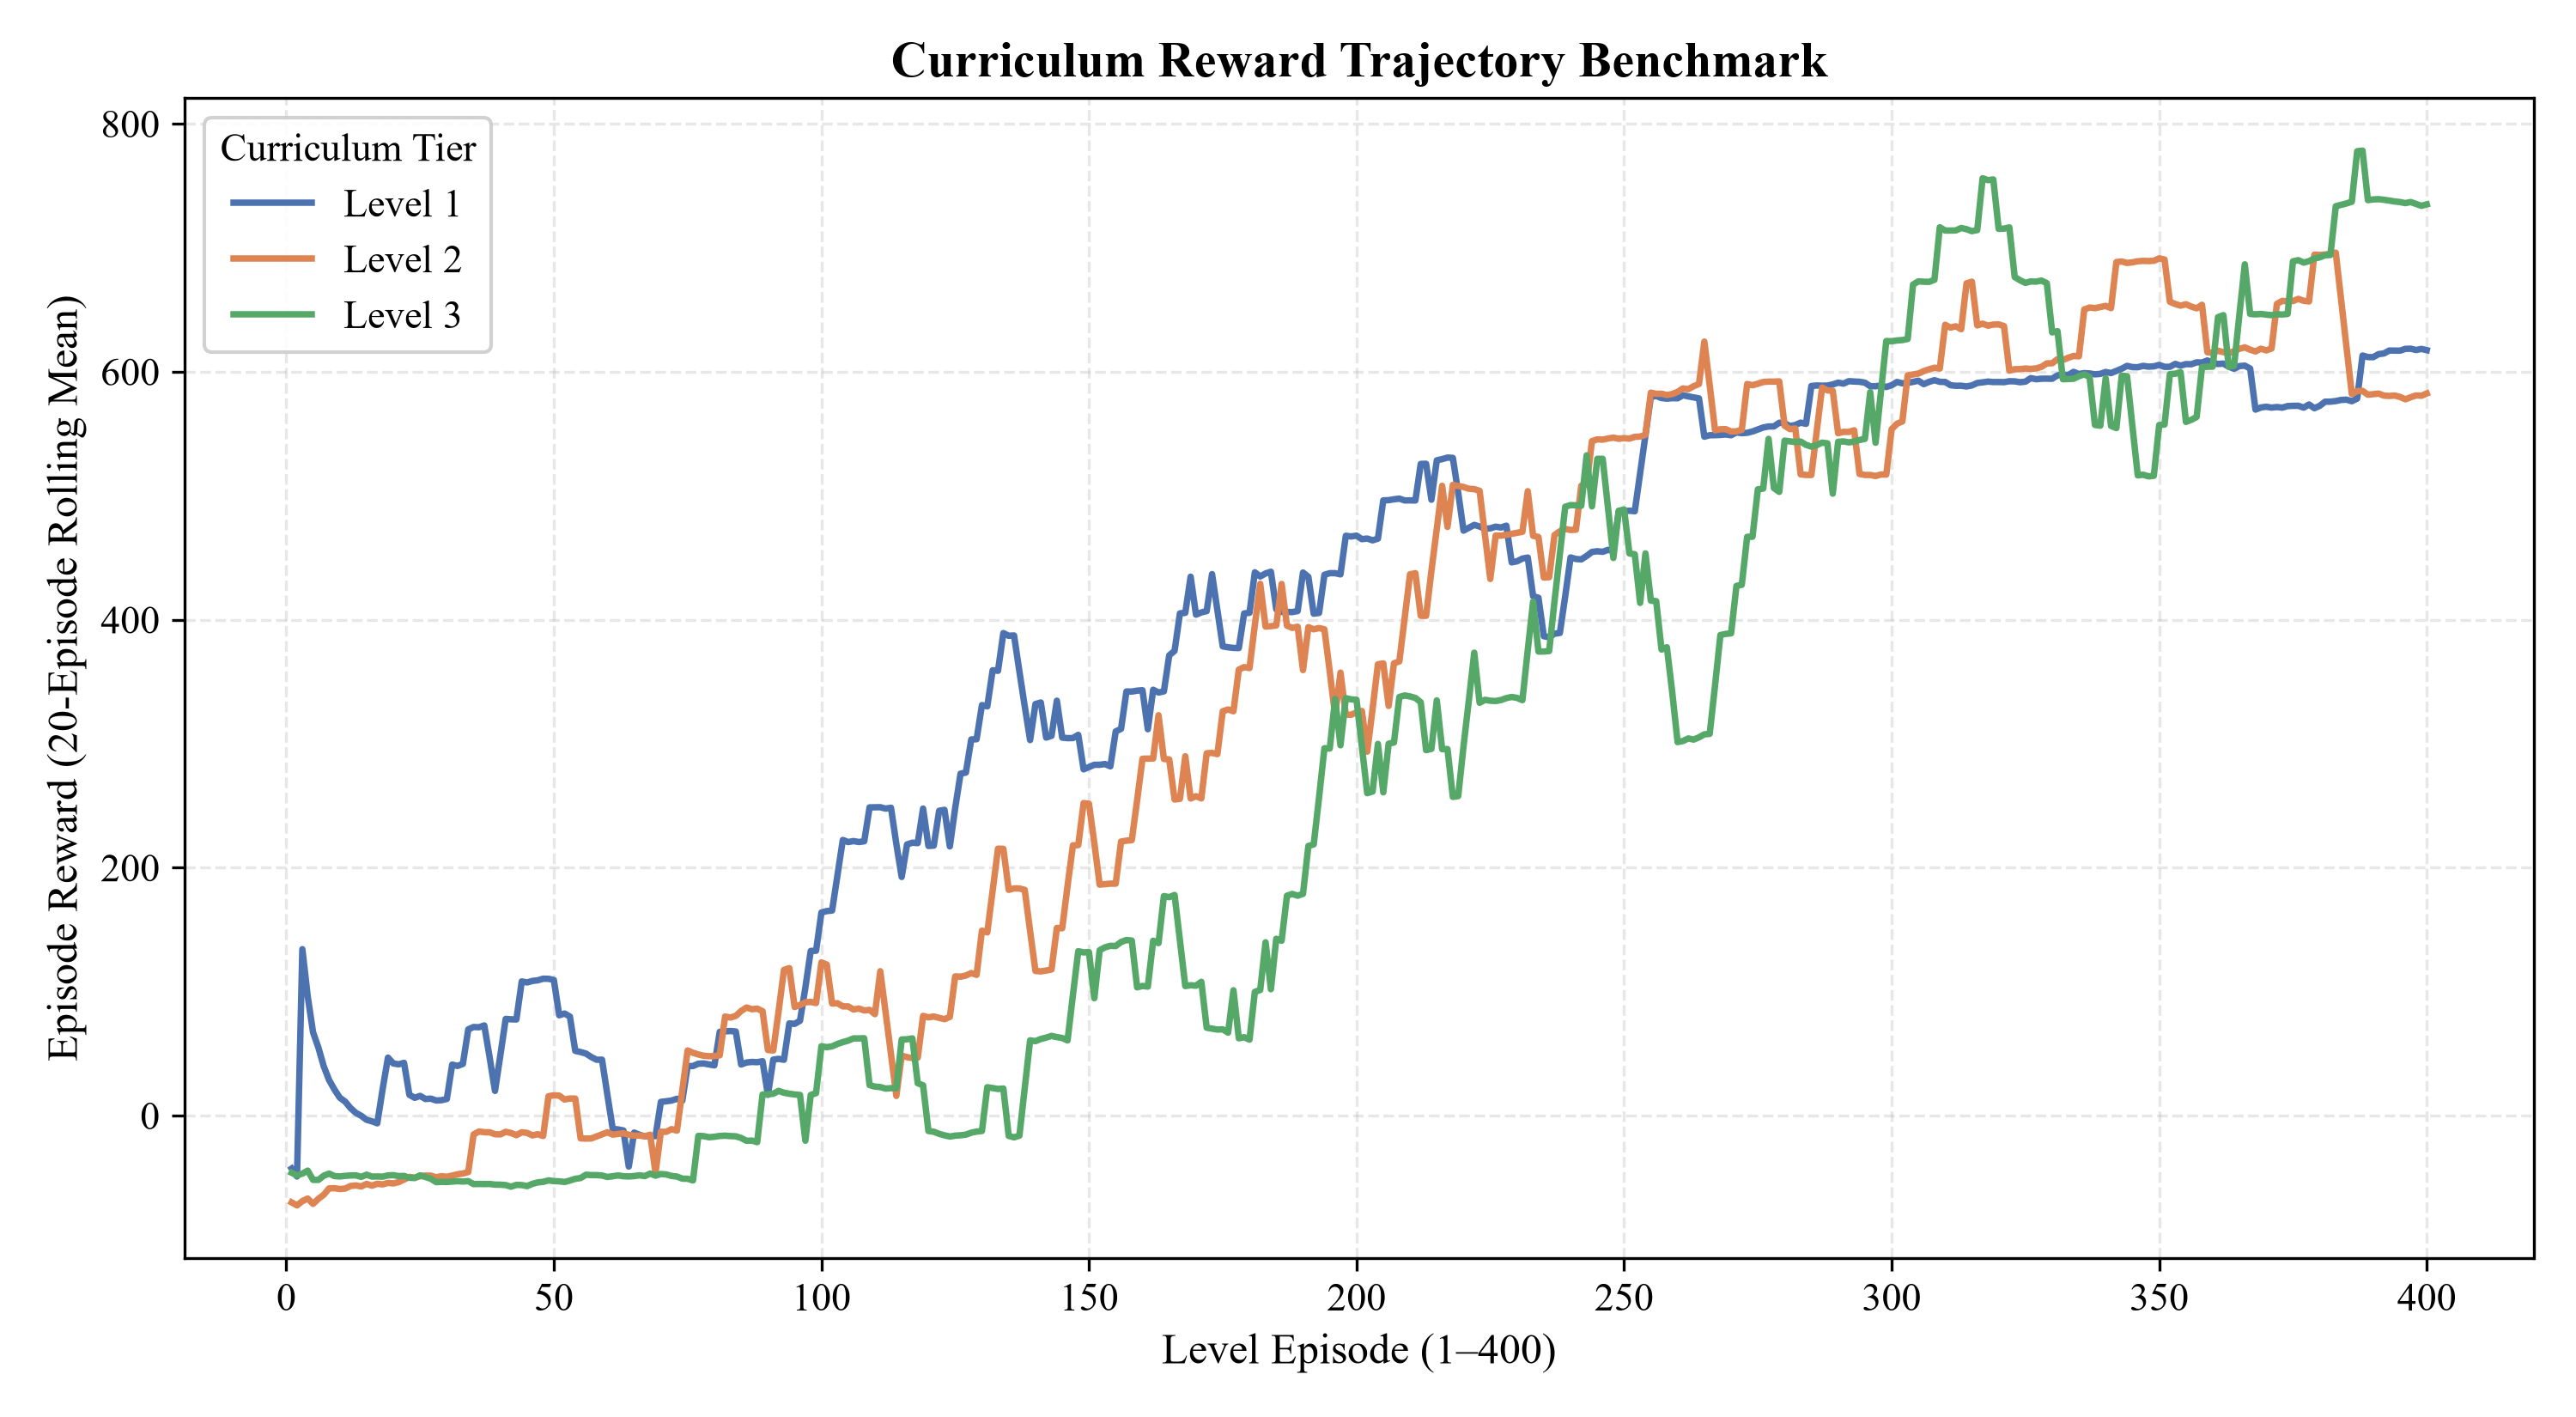 Curriculum Reward Trajectory Benchmark
Curriculum Tier
Level 1
Level 2
Level 3
Episode Reward (20-Episode Rolling Mean)
800
600
400
200
0
0 50 100 150 200 250 300 350 400
Level Episode (1–400)